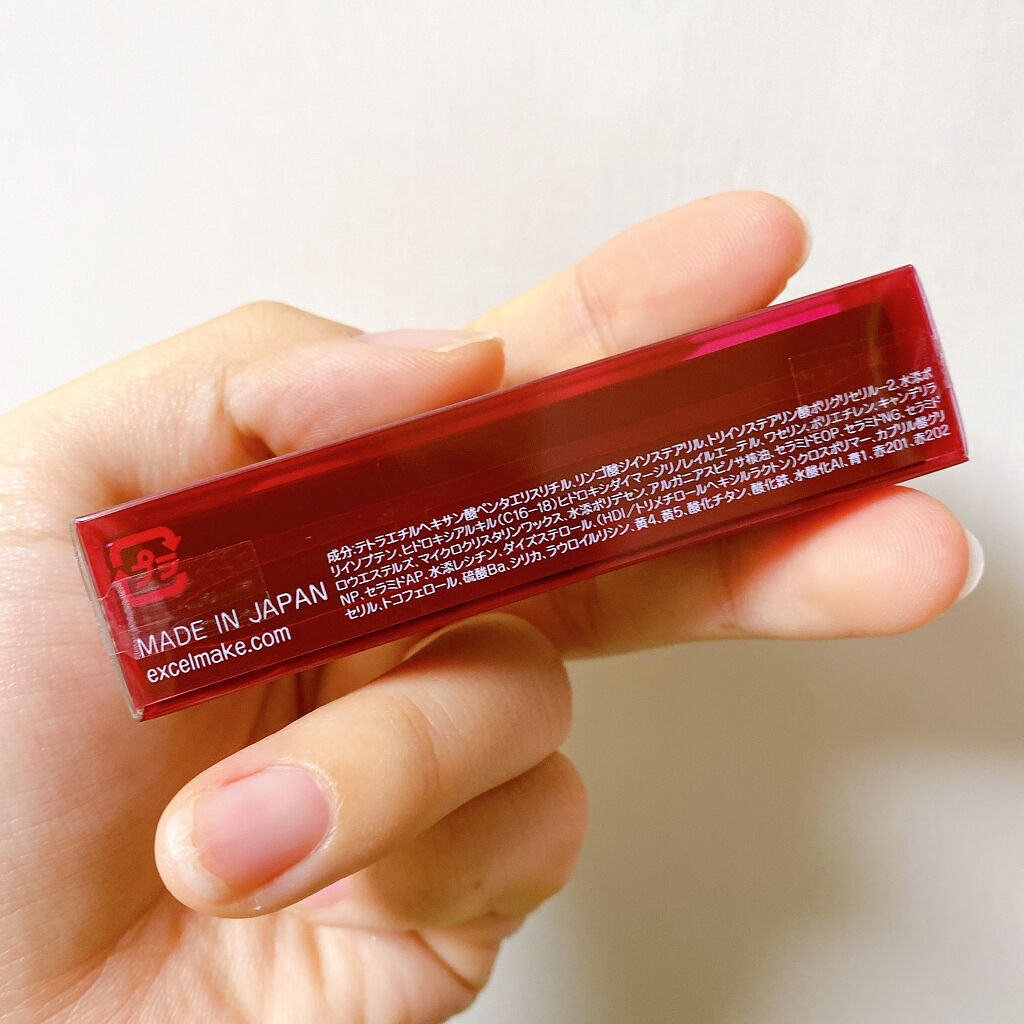 プラ
MADE IN JAPAN
excelmake.com
成分:テトラエチルヘキサン酸ペンタエリスリチル、リンゴ酸ジイソステアリル、トリイソステアリン酸ポリグリセリル-2、水添ポ
リイソブテン、ヒドロキシアルキル(C16-18)ヒドロキシダイマージリノレイルエーテル、ワセリン、ポリエチレン、キャンデリラ
ロウエステルズ、マイクロクリスタリンワックス、水添ポリデセン、アルガニアスピノサ核油、セラミドEOP、セラミドNG、セラミド
NP、セラミドAP、水添レシチン、ダイズステロール、(HDI/トリメチロールヘキシルラクトン)クロスポリマー、カプリル酸グリ
セリル、トコフェロール、硫酸Ba、シリカ、ラウロイルリシン、黄4、黄5、酸化チタン、酸化鉄、水酸化Al、青1、赤201、赤202